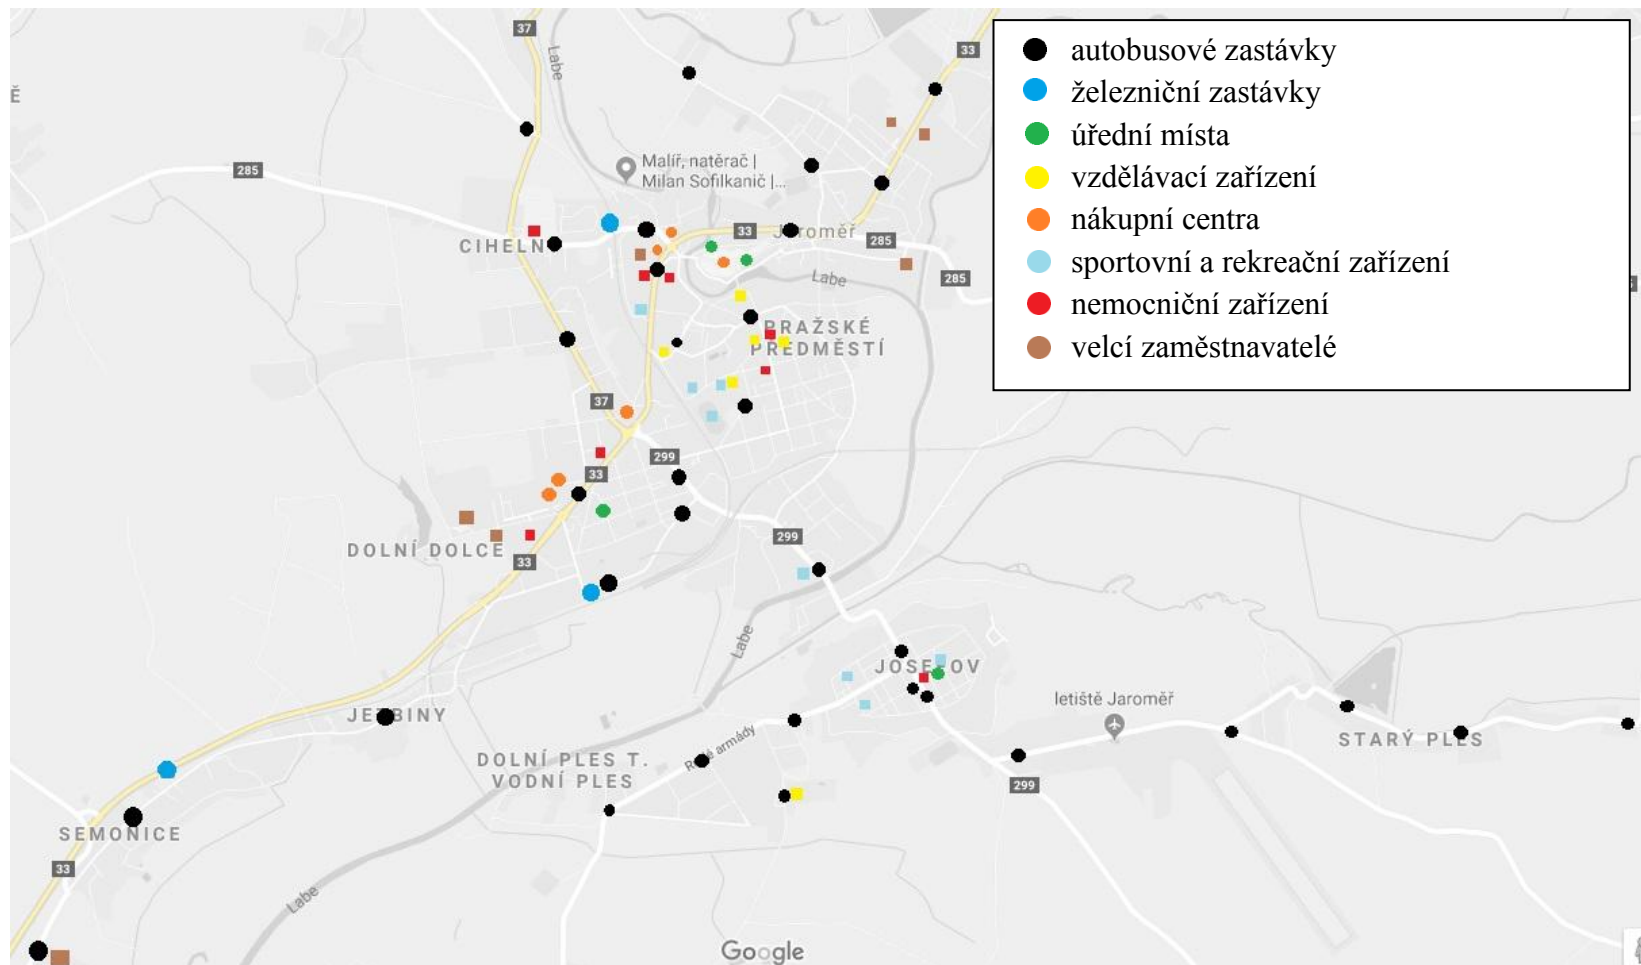 37
33
Labe
autobusové zastávky
železniční zastávky
úřední místa
vzdělávací zařízení
nákupní centra
sportovní a rekreační zařízení
nemocniční zařízení
velcí zaměstnavatelé
Ě
285
Malíř, natěrač |
Milan Sofilkanič |...
33
Jaroměř
285
CIHELN
285
Labe
PRAŽSKÉ
PŘEDMĚSTÍ
37
299
33
299
DOLNÍ DOLCE
33
Labe
JOSEFOV
letiště Jaroměř
JEZBINY
STARÝ PLES
armády
DOLNÍ PLES T.
VODNÍ PLES
299
SEMONICE
33
Labe
Google